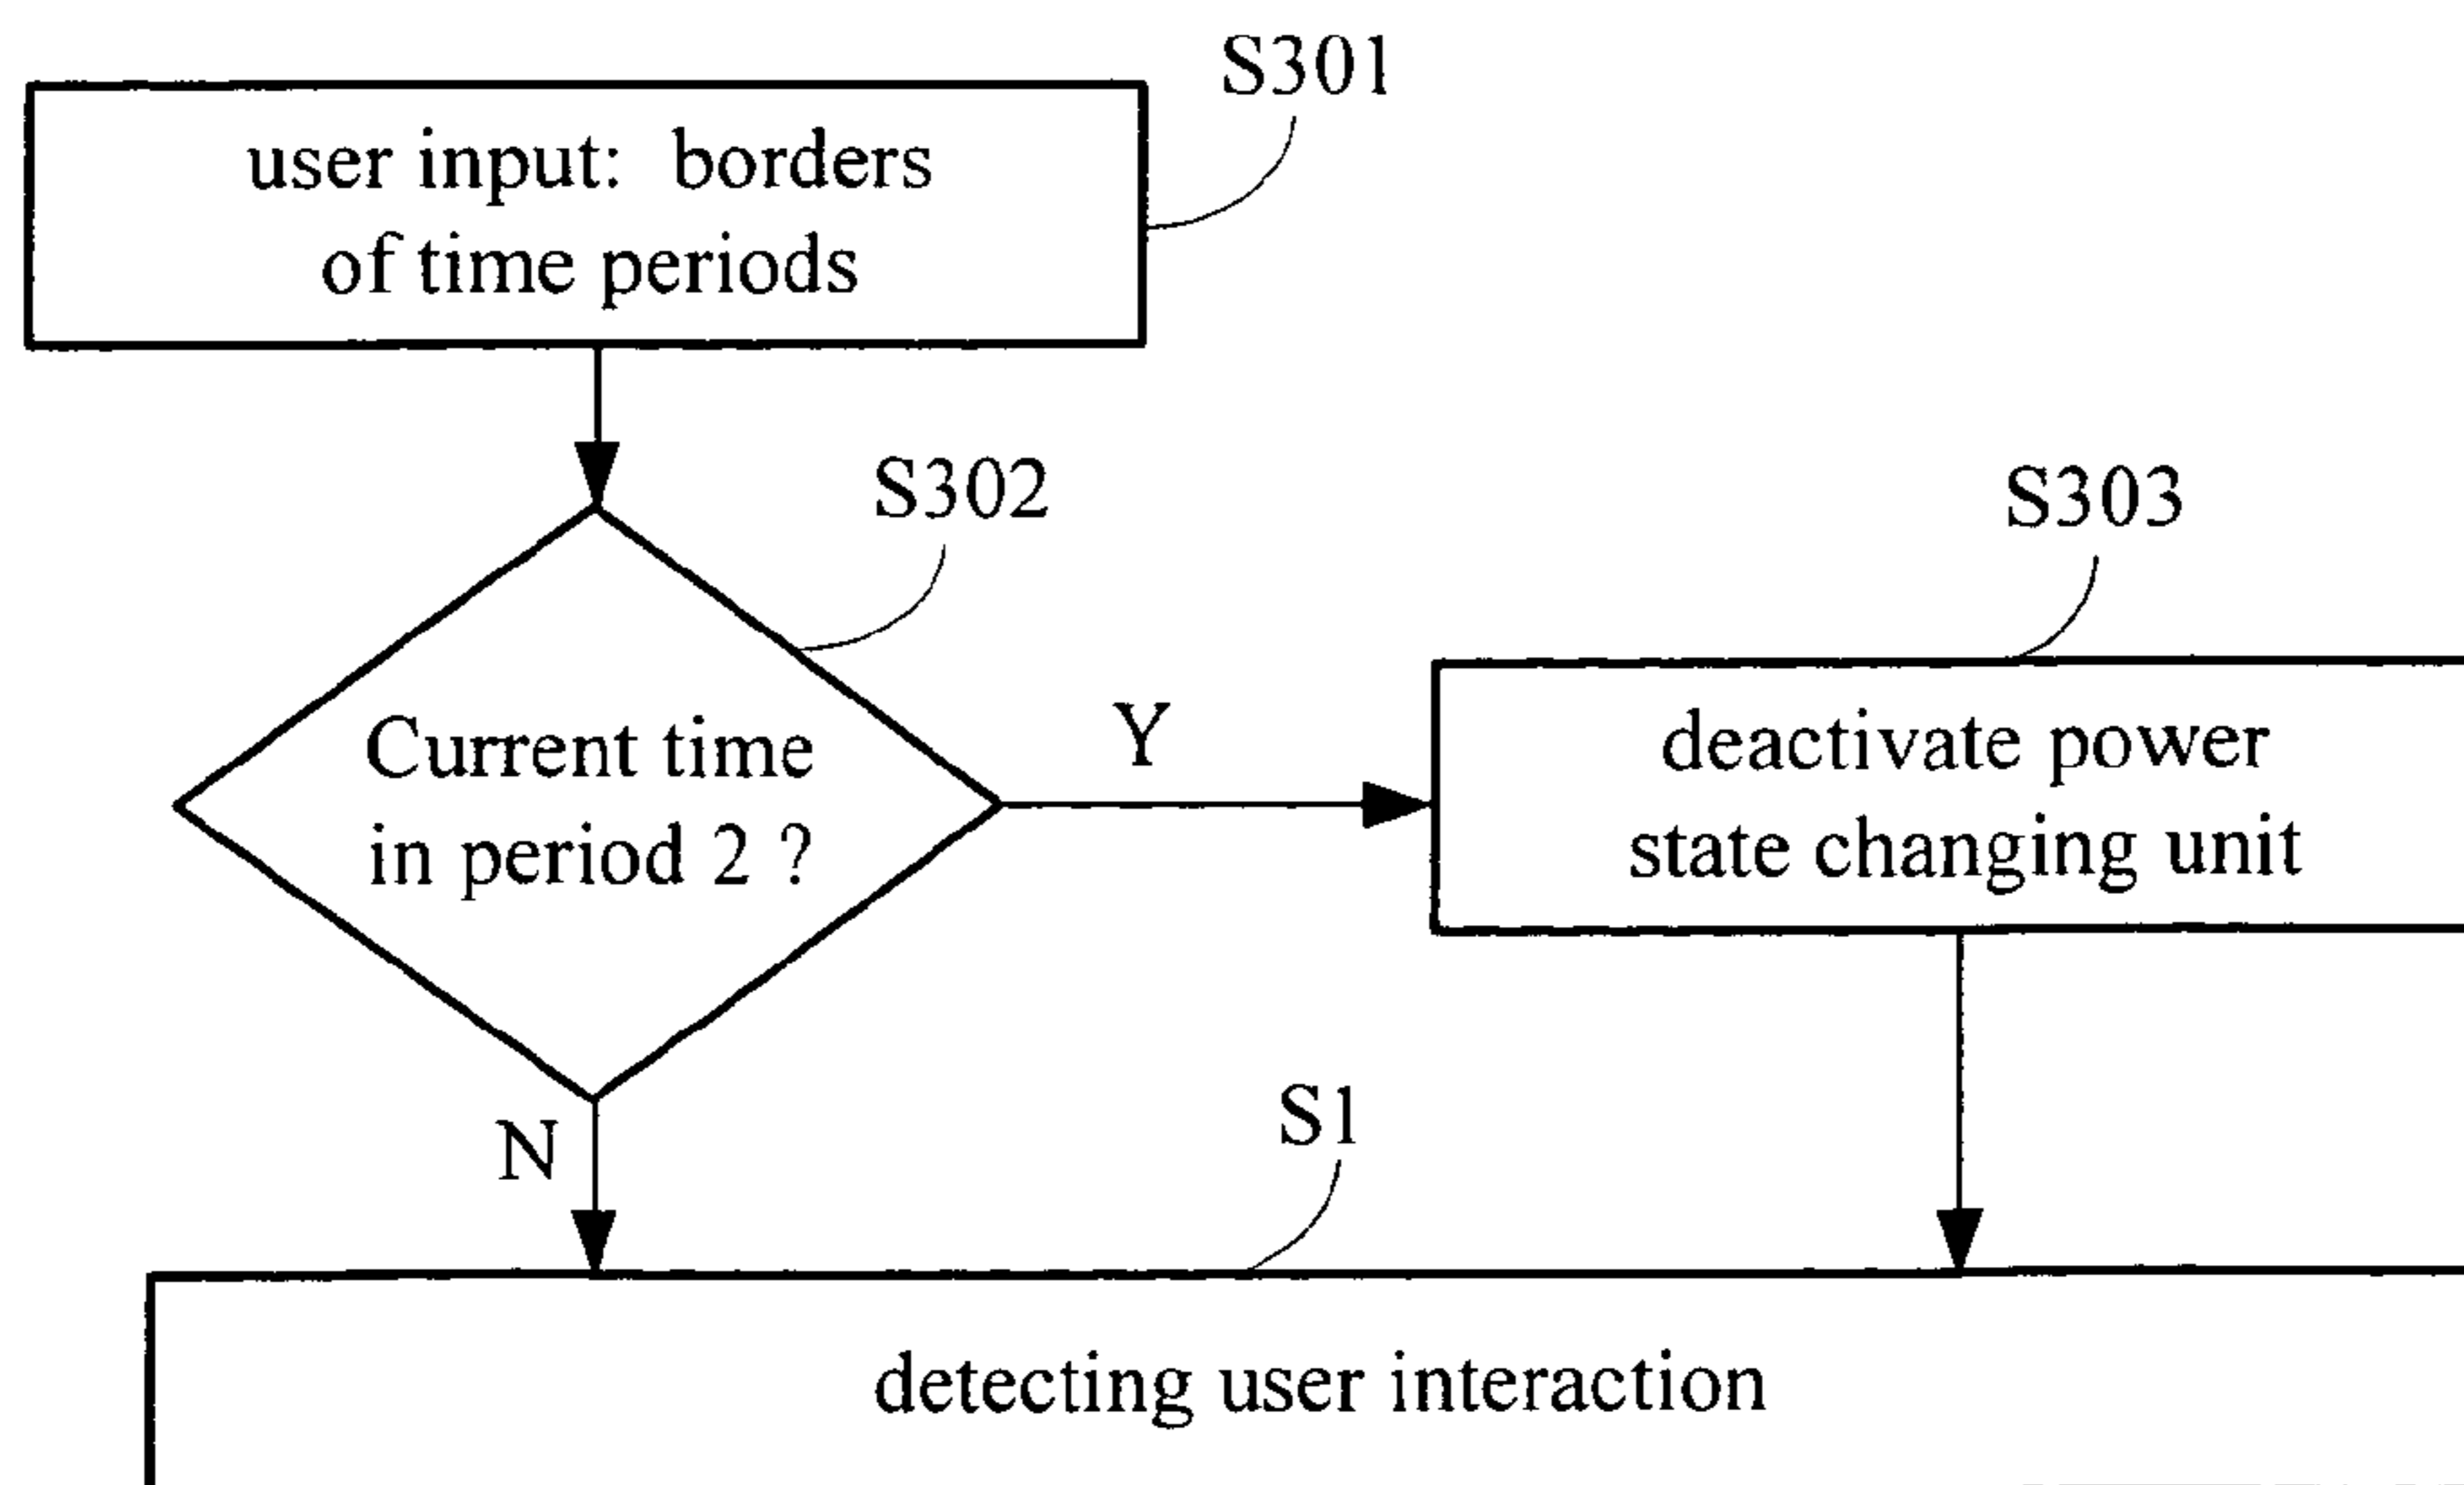 S301
user input: borders
of time periods
S302
S303
Current time
in period 2 ?
Y
deactivate power
state changing unit
N
S1
detecting user interaction